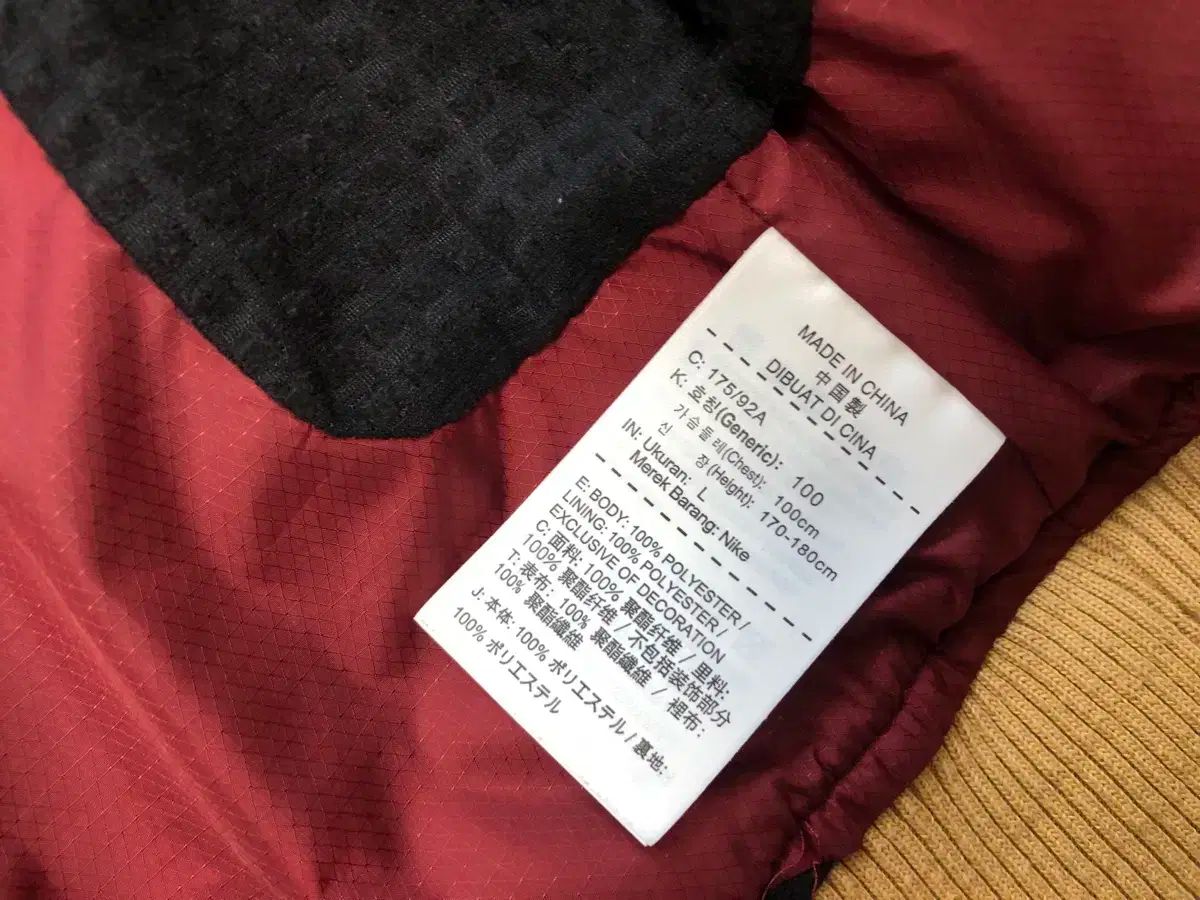 MADE IN CHINA
中国製
DIBUAT DI CINA
C: 175/92A
K: 호칭(Generic): 100
가슴둘레(Chest): 100cm
신 장(Height): 170-180cm
IN: Ukuran: L
Merek Barang: Nike
E: BODY: 100% POLYESTER /
LINING: 100% POLYESTER /
EXCLUSIVE OF DECORATION
C: 面料: 100% 聚酯纤维 / 里料:
100% 聚酯纤维 / 不包括装饰部分
T: 表布: 100% 聚酯纖維 / 裡布:
100% 聚酯纖維
J: 本体: 100% ポリエステル / 裏地:
100% ポリエステル